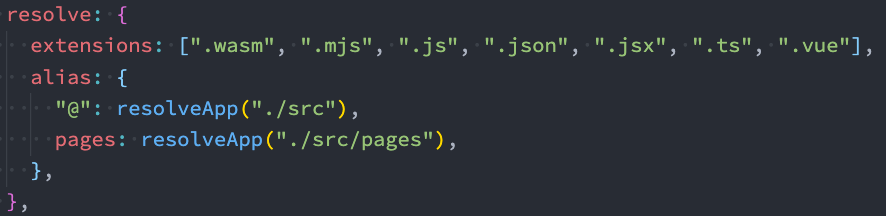 resolve: {
extensions: [".wasm", ".mjs", ".js", ".json", ".jsx", ".ts", ".vue"],
alias: {
"@": resolveApp("./src"),
pages: resolveApp("./src/pages"),
},
},